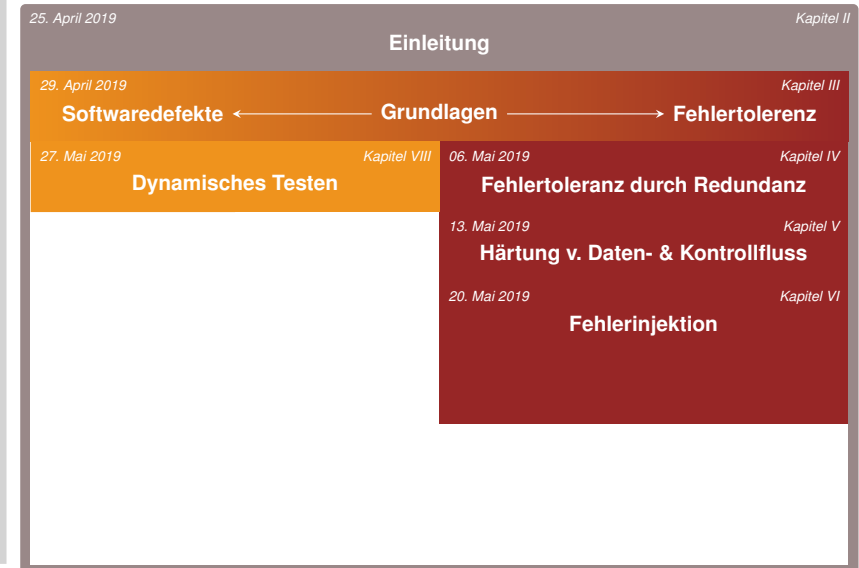 25. April 2019 Kapitel II
Einleitung
29. April 2019 Kapitel III
Softwaredefekte Grundlagen Fehlertolerenz
27. Mai 2019 Kapitel VIII
Dynamisches Testen
06. Mai 2019 Kapitel IV
Fehlertoleranz durch Redundanz
13. Mai 2019 Kapitel V
Härtung v. Daten- & Kontrollfluss
20. Mai 2019 Kapitel VI
Fehlerinjektion